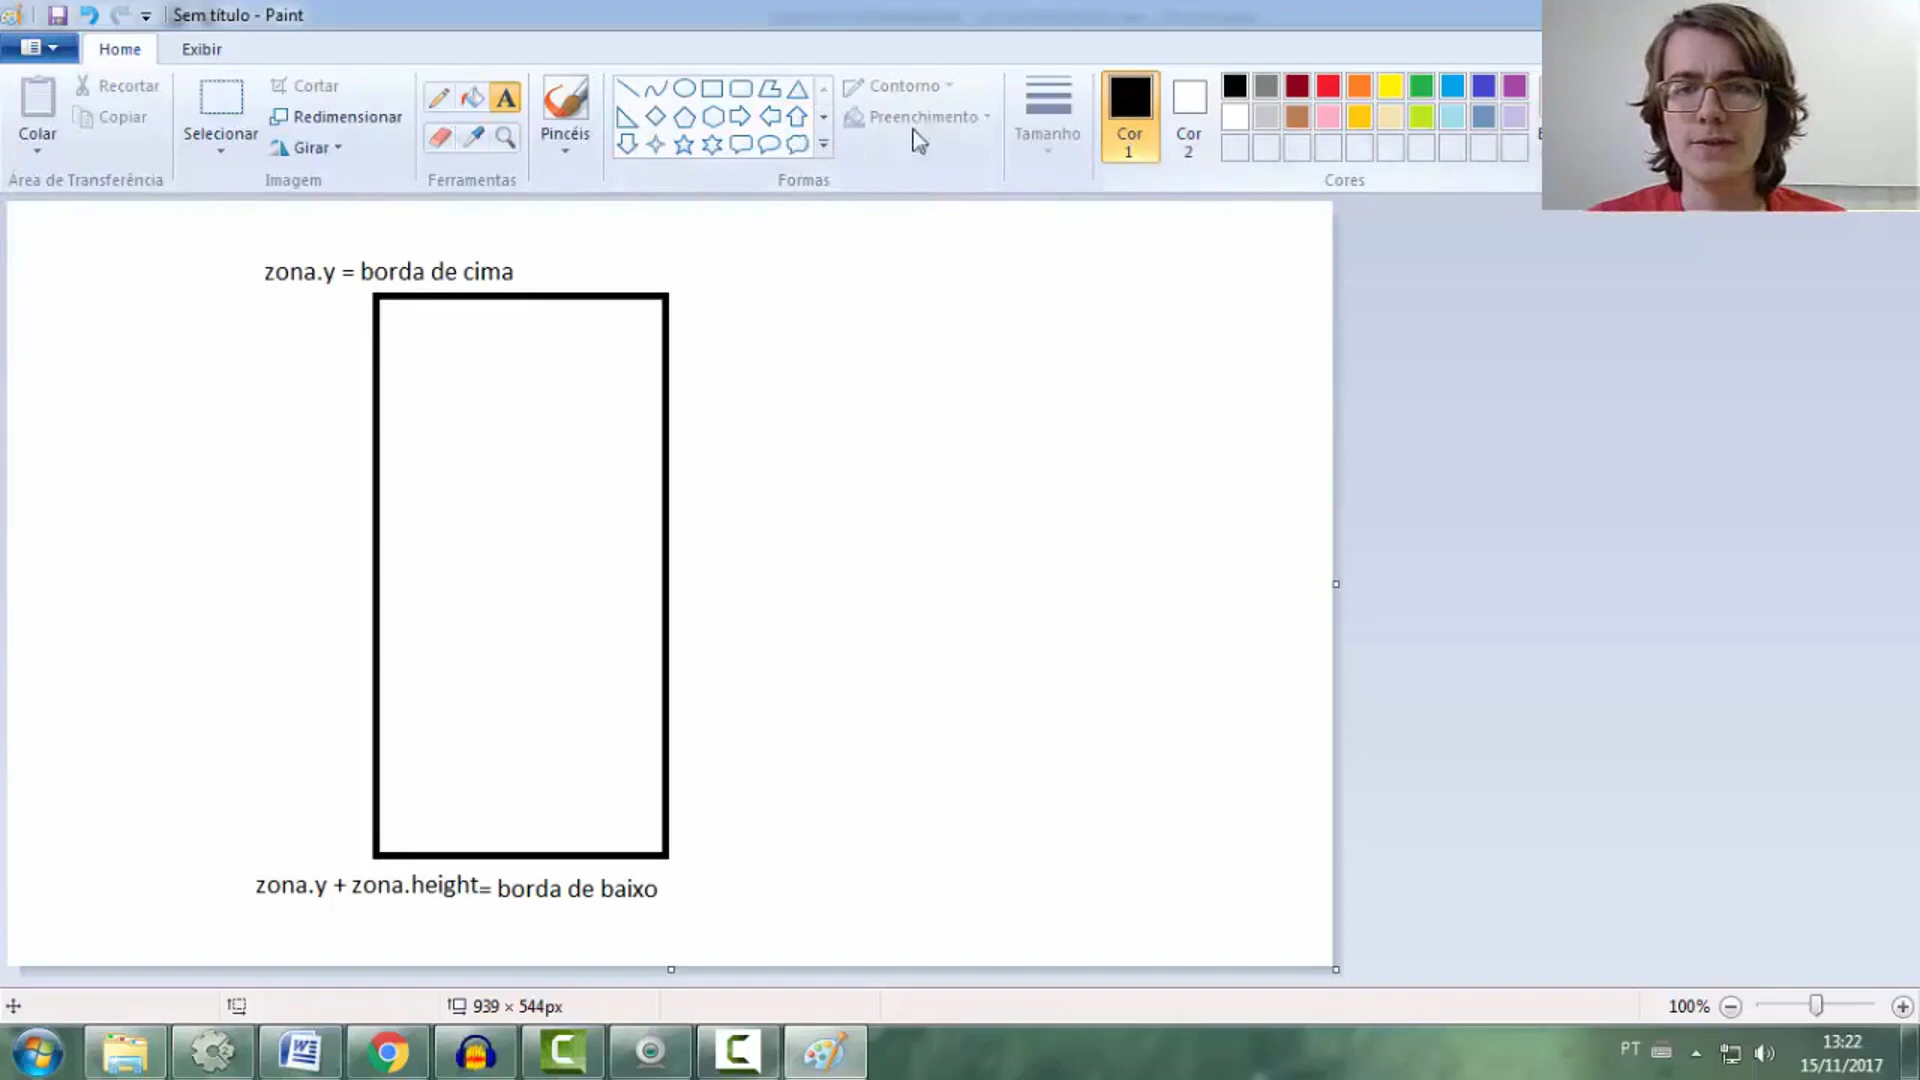 Sem título - Paint
Home Exibir
Colar
Recortar
Copiar
Área de Transferência
Selecionar
Cortar
Redimensionar
Girar
Imagem
A
Ferramentas
Pincéis
Contorno
Preenchimento
Formas
Tamanho
Cor 1
Cor 2
Cores
zona.y = borda de cima
zona.y + zona.height= borda de baixo
939 × 544px
100%
PT
13:22
15/11/2017